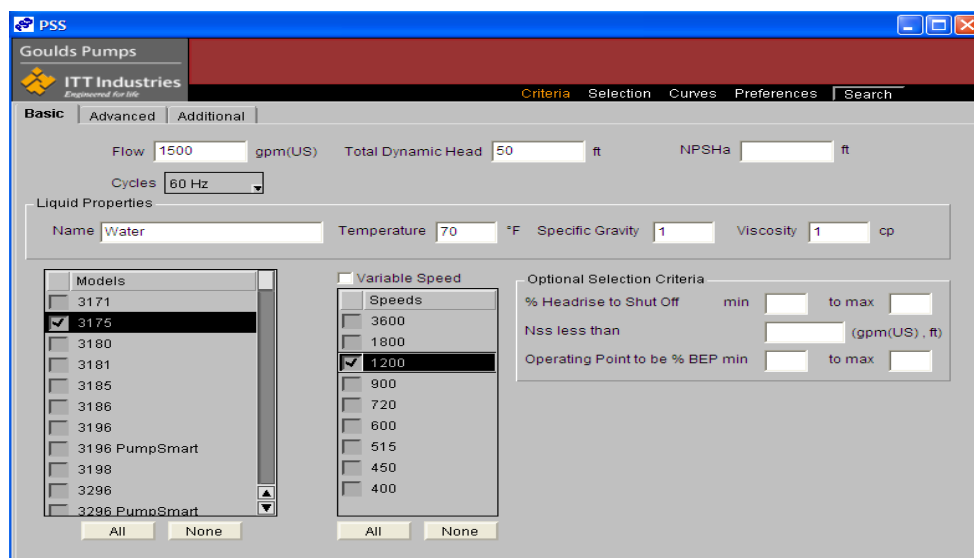 PSS
Goulds Pumps
ITT Industries
Engineered for life
Criteria Selection Curves Preferences Search
Basic Advanced Additional
Flow 1500 gpm(US) Total Dynamic Head 50 ft NPSHa ft
Cycles 60 Hz
Liquid Properties
Name Water Temperature 70 °F Specific Gravity 1 Viscosity 1 cp
Models
3171
3175
3180
3181
3185
3186
3196
3196 PumpSmart
3198
3296
3296 PumpSmart
All None
Variable Speed
Speeds
3600
1800
1200
900
720
600
515
450
400
All None
Optional Selection Criteria
% Headrise to Shut Off min to max
Nss less than (gpm(US) , ft)
Operating Point to be % BEP min to max